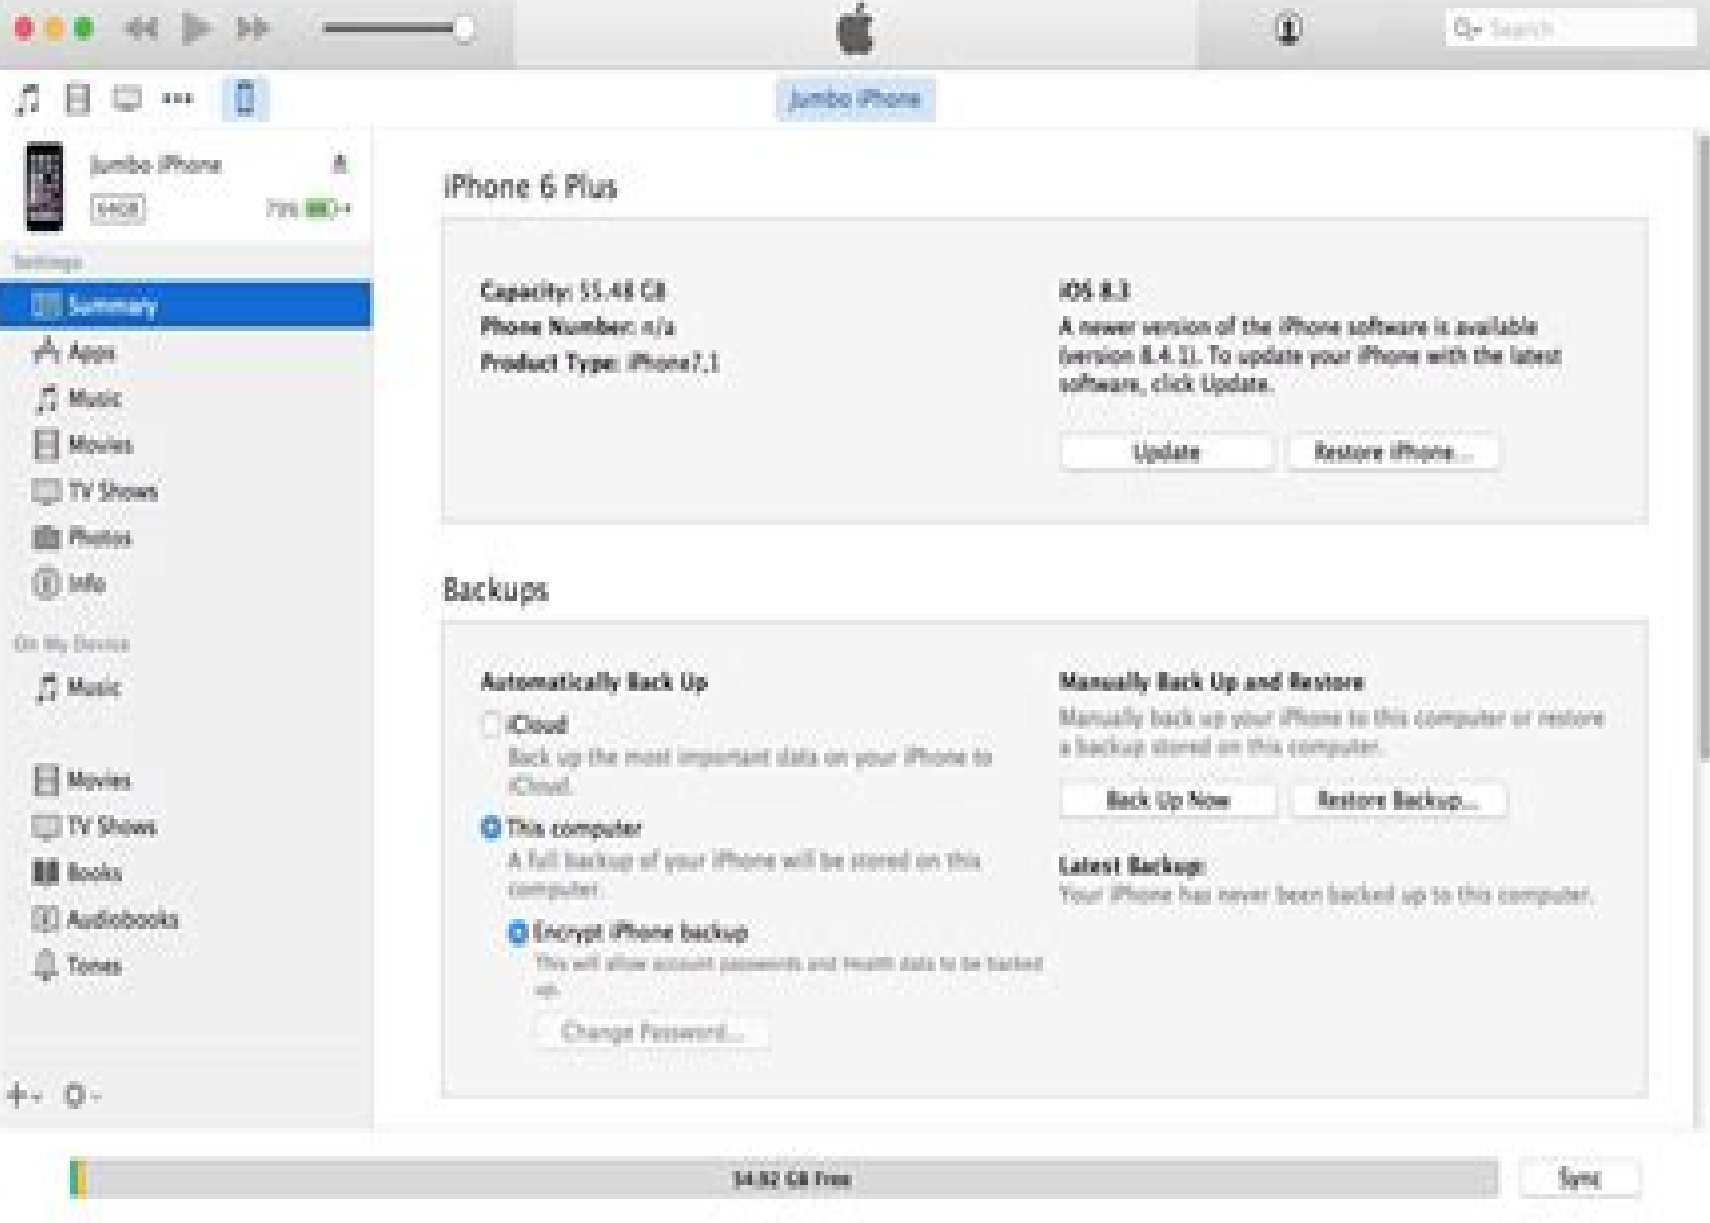 Search
Jumbo iPhone
Jumbo iPhone
64GB
79%
Settings
Summary
Apps
Music
Movies
TV Shows
Photos
Info
On My Device
Music
Movies
TV Shows
Books
Audiobooks
Tones
iPhone 6 Plus
Capacity: 55.48 GB
Phone Number: n/a
Product Type: iPhone7,1
iOS 8.3
A newer version of the iPhone software is available
(version 8.4.1). To update your iPhone with the latest
software, click Update.
Update
Restore iPhone...
Backups
Automatically Back Up
iCloud
Back up the most important data on your iPhone to
iCloud.
This computer
A full backup of your iPhone will be stored on this
computer.
Encrypt iPhone backup
This will allow account passwords and Health data to be backed
up.
Change Password...
Manually Back Up and Restore
Manually back up your iPhone to this computer or restore
a backup stored on this computer.
Back Up Now
Restore Backup...
Latest Backup:
Your iPhone has never been backed up to this computer.
54.92 GB Free
Sync